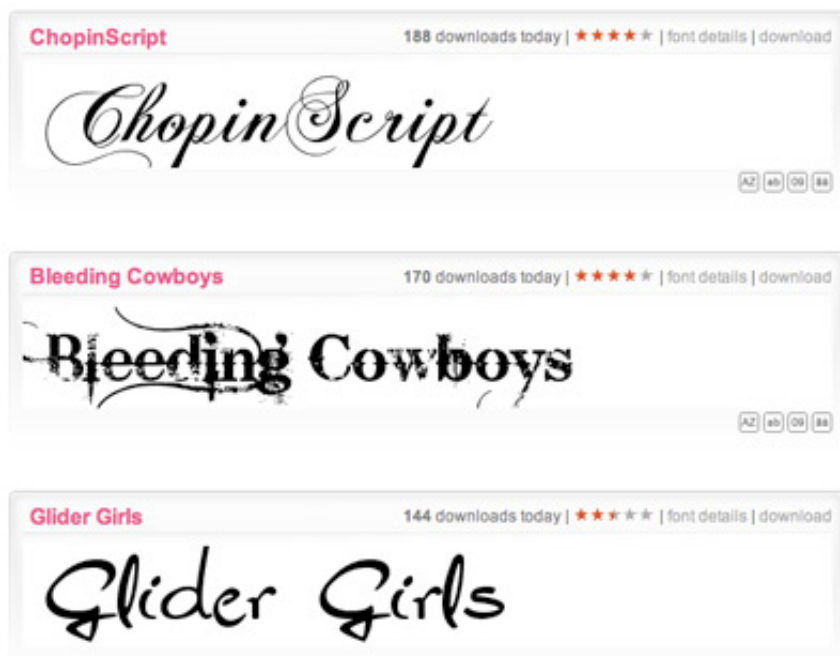 ChopinScript 188 downloads today | ★★★★★ | font details | download
ChopinScript
AZ ab 09 äå
Bleeding Cowboys 170 downloads today | ★★★★★ | font details | download
Bleeding Cowboys
AZ ab 09
Glider Girls 144 downloads today | ★★★★★ | font details | download
Glider Girls